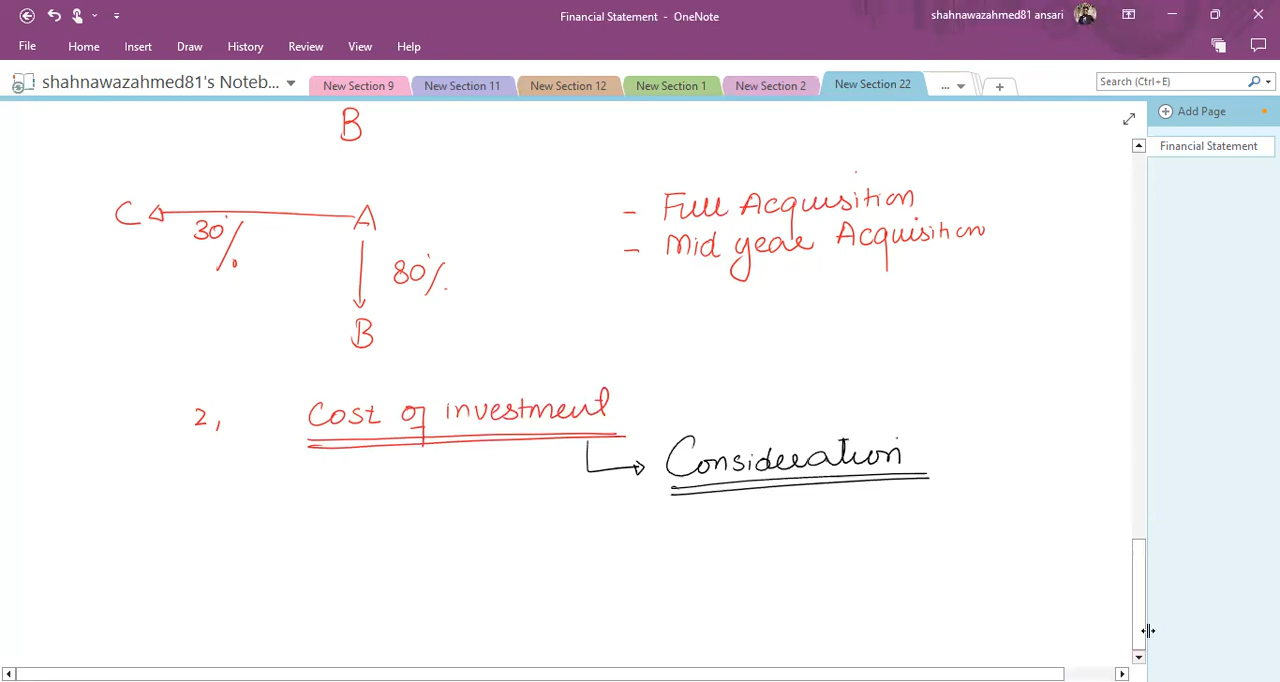 Financial Statement - OneNote
shahnawazahmed81 ansari
File Home Insert Draw History Review View Help
shahnawazahmed81's Noteb...
New Section 9 New Section 11 New Section 12 New Section 1 New Section 2 New Section 22 ... +
Search (Ctrl+E)
Add Page
Financial Statement
B
C 30% A
80%
B
- Full Acquisition
- Mid year Acquisition
2, Cost of investment
Consideration